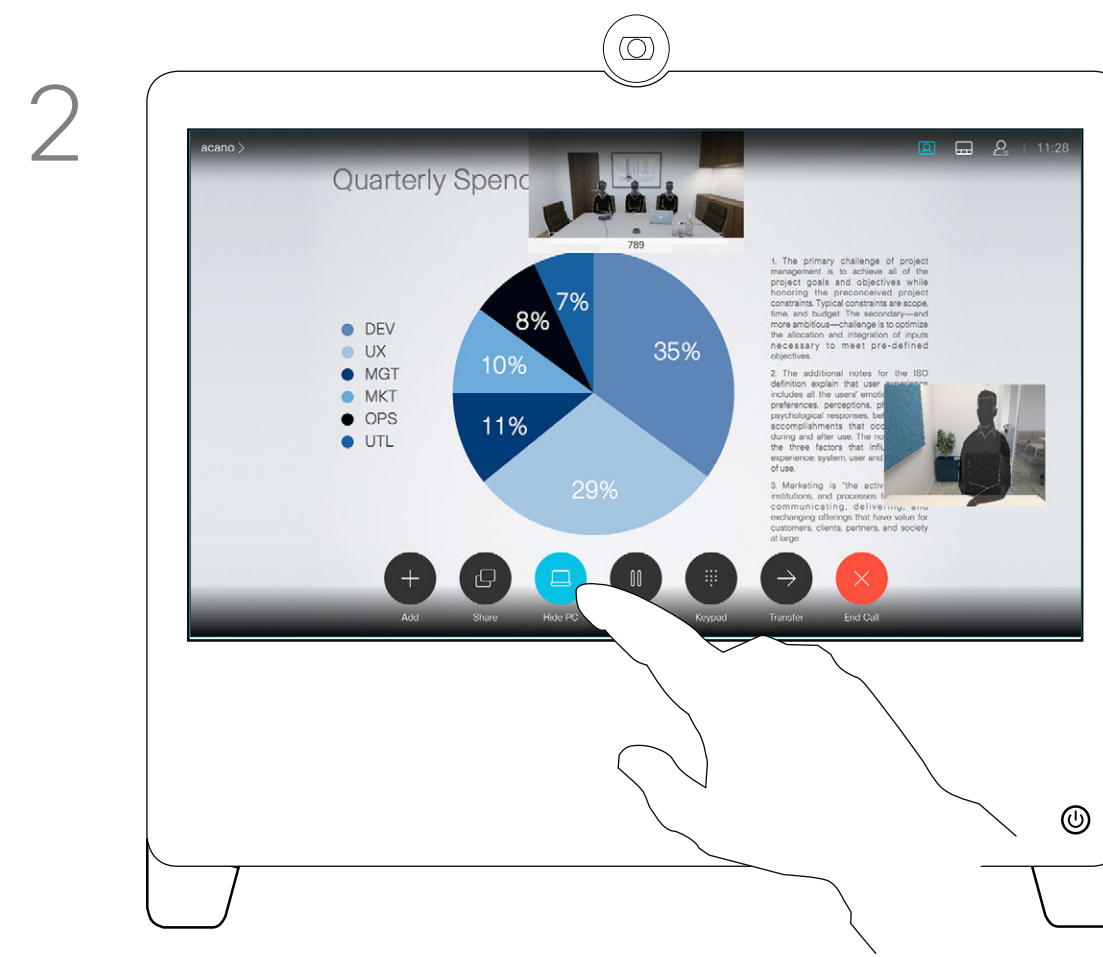 2
acano >
11:28
Quarterly
789
DEV
UX
MGT
MKT
OPS
UTL
7%
8%
10%
11%
29%
35%
1. The primary challenge of project
management is to achieve all of the
project goals and objectives while
honoring the preconceived project
constraints. Typical constraints are scope,
time, and budget. The secondary—and
more ambitious—challenge is to optimize
the allocation and integration of inputs
necessary to meet pre-defined
objectives.
2. The additional notes for the ISO
definition explain that user experience
includes all the users'
preferences, perceptions,
psychological responses,
accomplishments that
during and after use. The
the three factors that
experience: system, user and
of use.
3. Marketing is "the
institutions, and processes
communicating, delivering, and
exchanging offerings that have value for
customers, clients, partners, and society
at large.
Add
Share
Hide PC
Keypad
Transfer
End Call